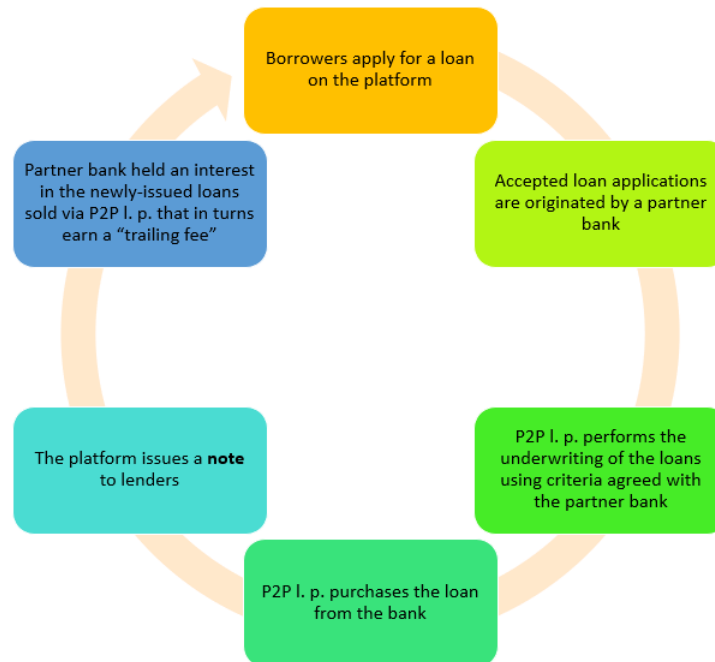 Borrowers apply for a loan
on the platform
Accepted loan applications
are originated by a partner
bank
P2P l. p. performs the
underwriting of the loans
using criteria agreed with
the partner bank
P2P l. p. purchases the loan
from the bank
The platform issues a note
to lenders
Partner bank held an interest
in the newly-issued loans
sold via P2P l. p. that in turns
earn a “trailing fee”